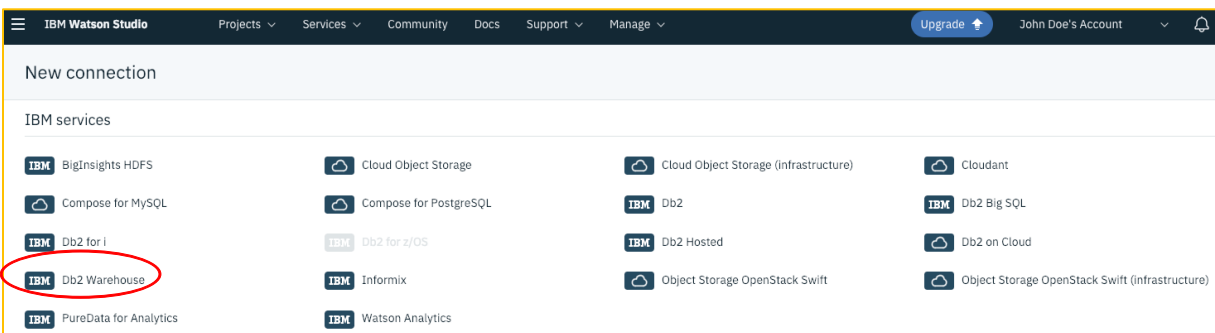 IBM Watson Studio Projects Services Community Docs Support Manage Upgrade John Doe's Account
New connection
IBM services
IBM BigInsights HDFS Cloud Object Storage Cloud Object Storage (infrastructure) Cloudant
Compose for MySQL Compose for PostgreSQL IBM Db2 IBM Db2 Big SQL
IBM Db2 for i IBM Db2 for z/OS IBM Db2 Hosted Db2 on Cloud
IBM Db2 Warehouse IBM Informix Object Storage OpenStack Swift Object Storage OpenStack Swift (infrastructure)
IBM PureData for Analytics IBM Watson Analytics